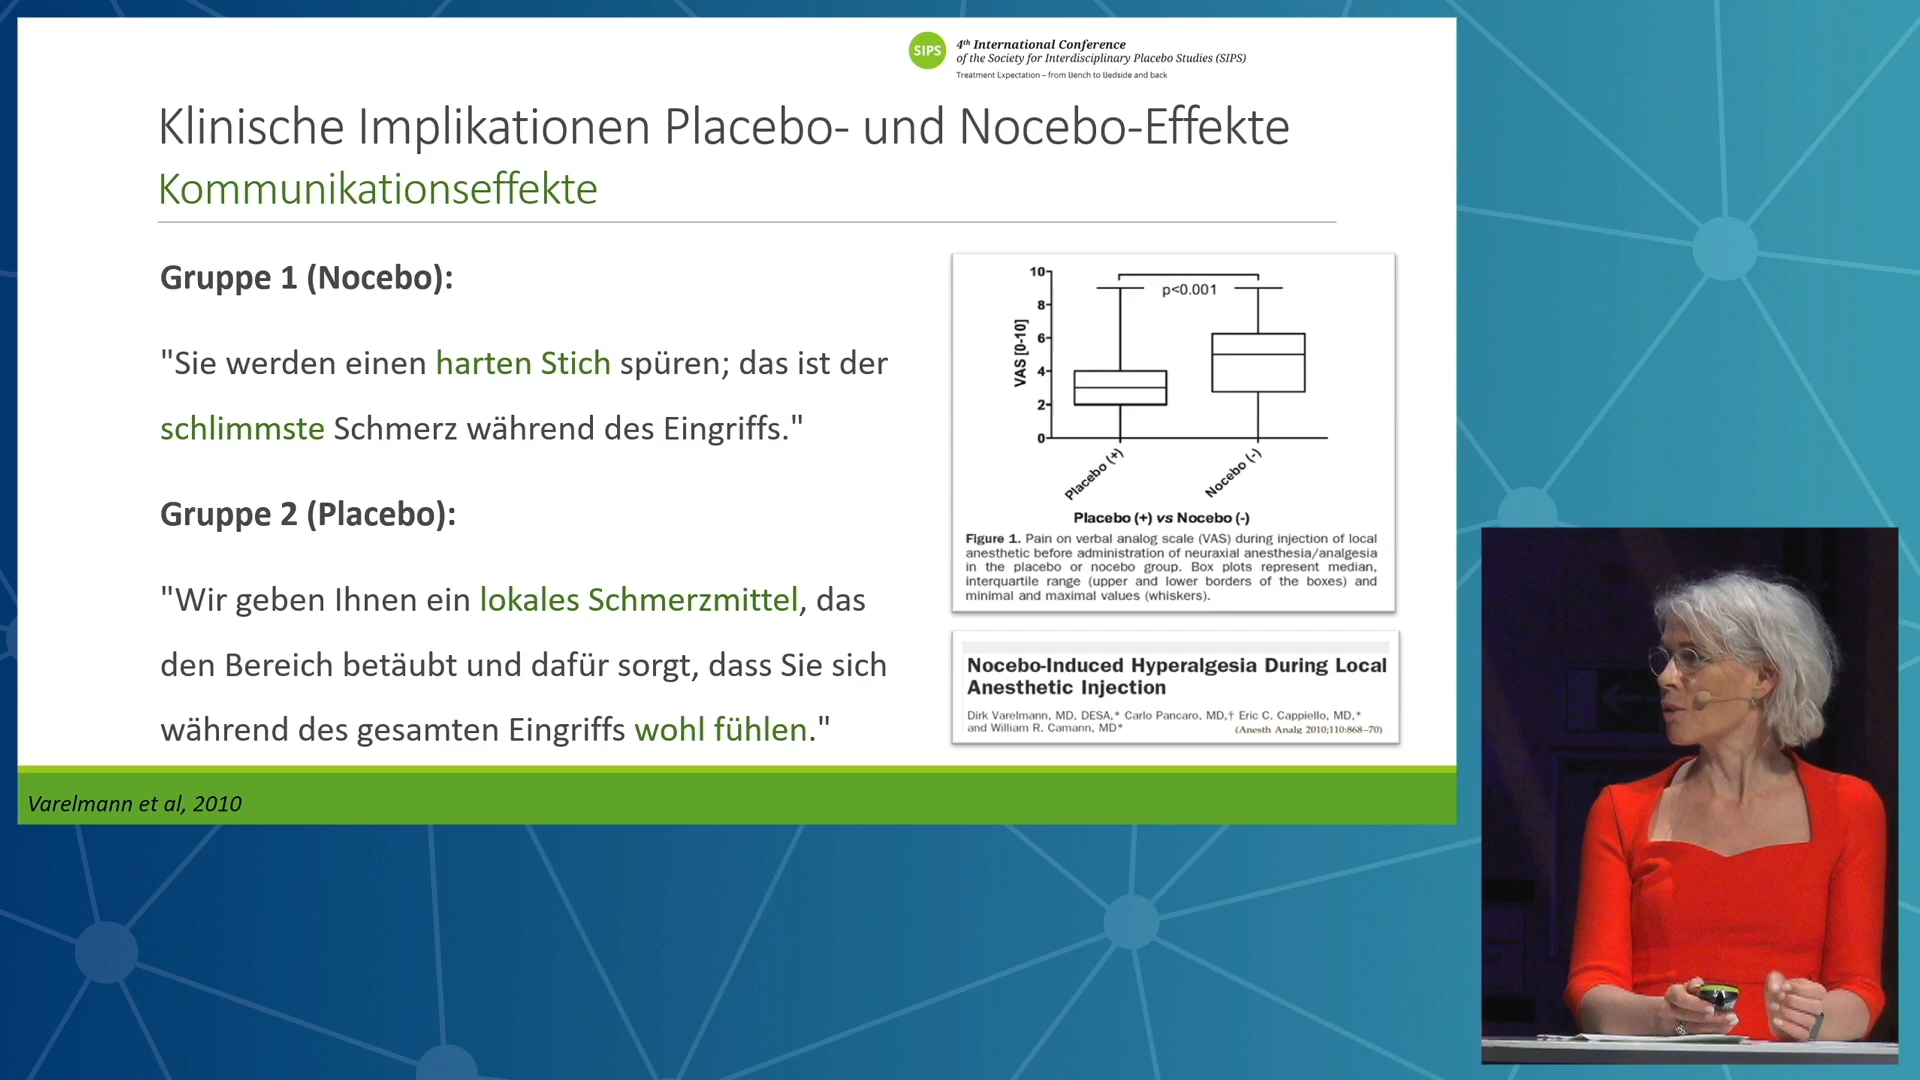 SIPS
4th International Conference
of the Society for Interdisciplinary Placebo Studies (SIPS)
Treatment Expectation – from Bench to Bedside and back
Klinische Implikationen Placebo- und Nocebo-Effekte
Kommunikationseffekte
Gruppe 1 (Nocebo):
"Sie werden einen harten Stich spüren; das ist der
schlimmste Schmerz während des Eingriffs."
Gruppe 2 (Placebo):
"Wir geben Ihnen ein lokales Schmerzmittel, das
den Bereich betäubt und dafür sorgt, dass Sie sich
während des gesamten Eingriffs wohl fühlen."
VAS [0-10]
10
8
6
4
2
0
p<0.001
Placebo (+)
Nocebo (-)
Placebo (+) vs Nocebo (-)
Figure 1. Pain on verbal analog scale (VAS) during injection of local
anesthetic before administration of neuraxial anesthesia/analgesia
in the placebo or nocebo group. Box plots represent median,
interquartile range (upper and lower borders of the boxes) and
minimal and maximal values (whiskers).
Nocebo-Induced Hyperalgesia During Local
Anesthetic Injection
Dirk Varelmann, MD, DESA,* Carlo Pancaro, MD,† Eric C. Cappiello, MD,*
and William R. Camann, MD*
(Anesth Analg 2010;110:868–70)
Varelmann et al, 2010